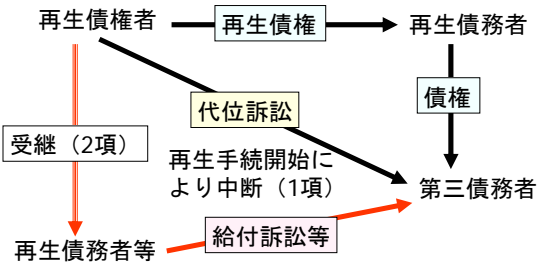 再生債権者
再生債権
再生債務者
債権
代位訴訟
受継（2項）
再生手続開始に
より中断（1項）
第三債務者
給付訴訟等
再生債務者等